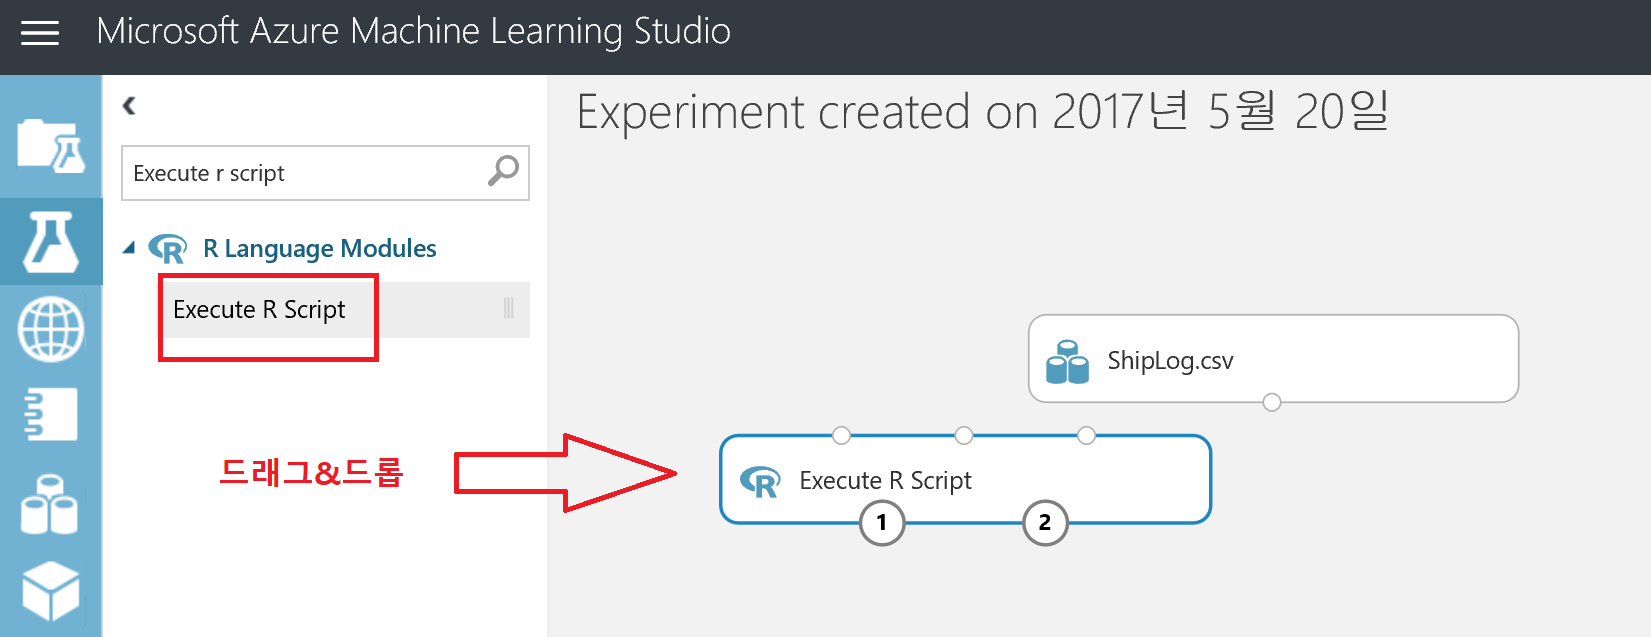 Microsoft Azure Machine Learning Studio
Experiment created on 2017년 5월 20일
Execute r script
R Language Modules
Execute R Script
ShipLog.csv
드래그&드롭
Execute R Script
1
2